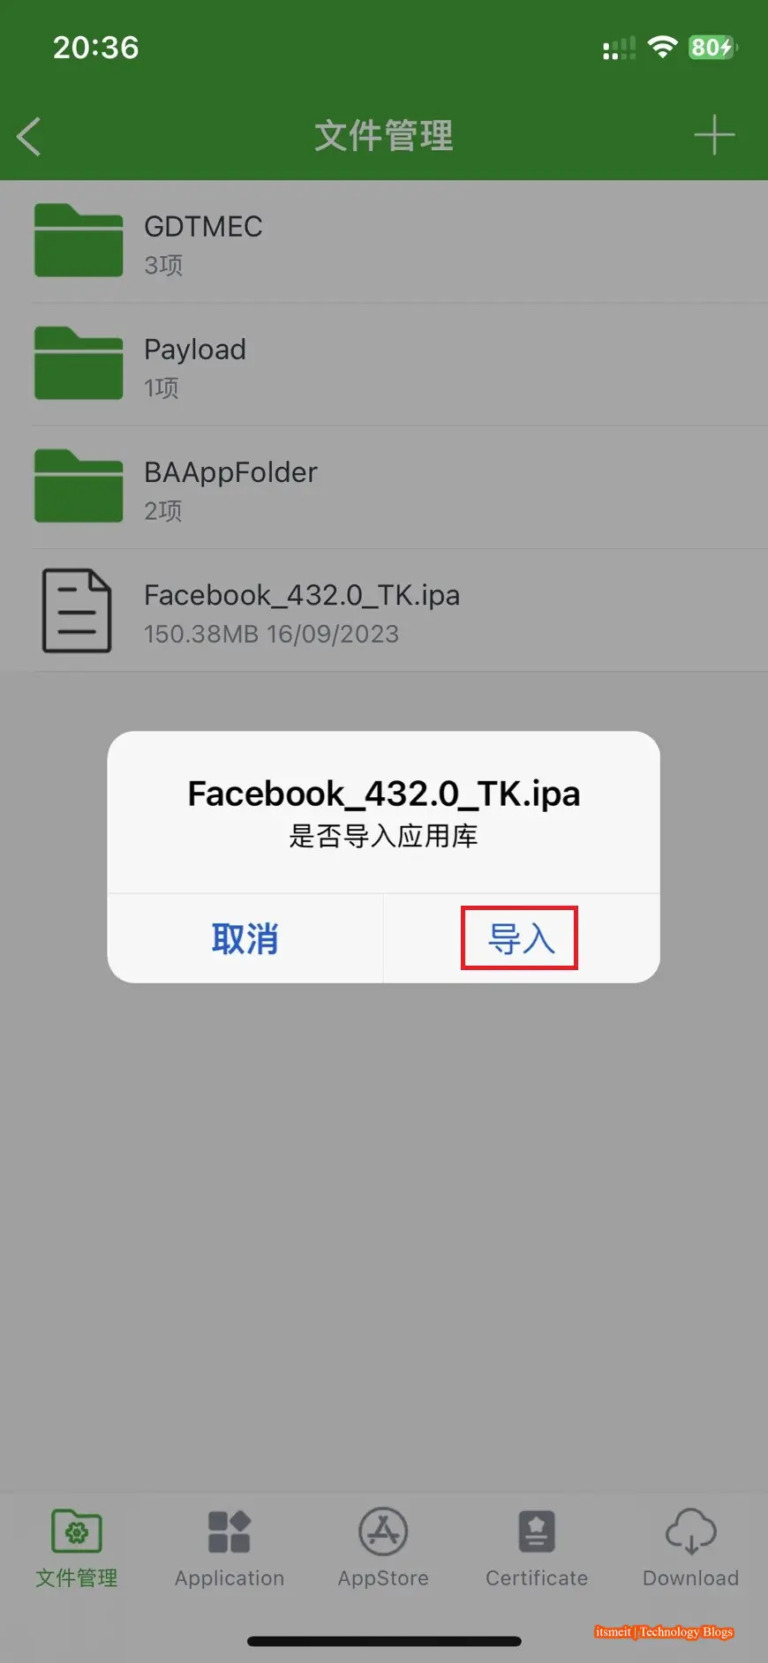 20:36
80
文件管理
GDTMEC
3项
Payload
1项
BAAppFolder
2项
Facebook_432.0_TK.ipa
150.38MB 16/09/2023
Facebook_432.0_TK.ipa
是否导入应用库
取消
导入
文件管理
Application
AppStore
Certificate
Download
itsmeit | Technology Blogs